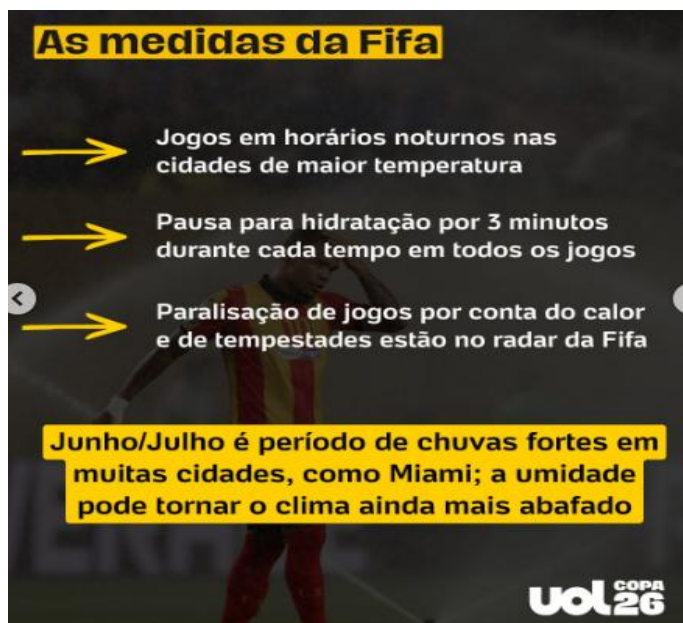 As medidas da Fifa
Jogos em horários noturnos nas
cidades de maior temperatura
Pausa para hidratação por 3 minutos
durante cada tempo em todos os jogos
Paralisação de jogos por conta do calor
e de tempestades estão no radar da Fifa
Junho/Julho é período de chuvas fortes em
muitas cidades, como Miami; a umidade
pode tornar o clima ainda mais abafado
UOL COPA
26